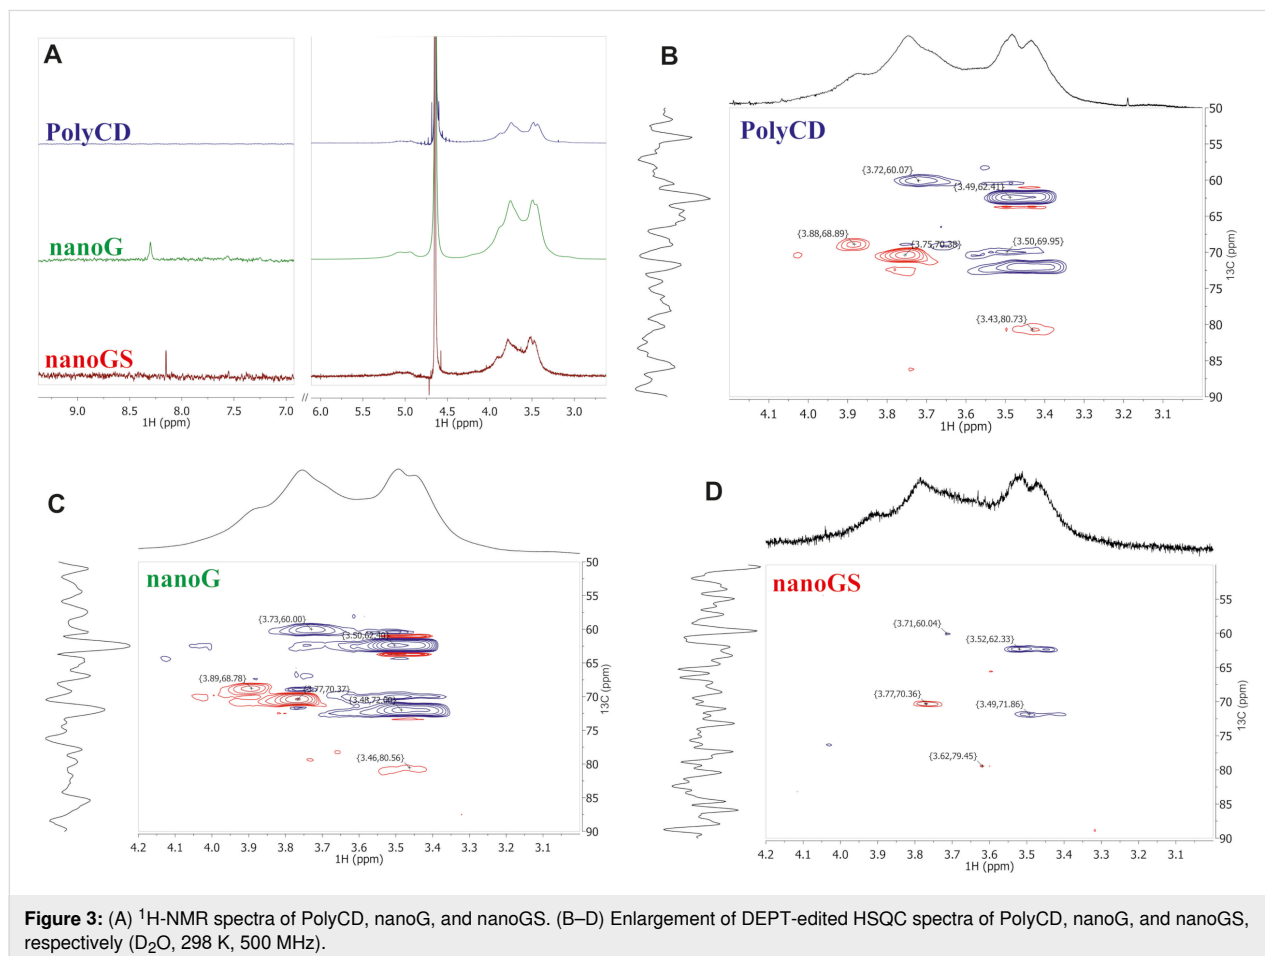 A
PolyCD
nanoG
nanoGS
9.0 8.5 8.0 7.5 7.0 // 6.0 5.5 5.0 4.5 4.0 3.5 3.0
1H (ppm) 1H (ppm)
B
PolyCD
{3.72,60.07}
{3.49,62.41}
{3.88,68.89}
{3.75,70.38}
{3.50,69.95}
{3.43,80.73}
50
55
60
65
70
75
80
85
90
13C (ppm)
4.1 4.0 3.9 3.8 3.7 3.6 3.5 3.4 3.3 3.2 3.1
1H (ppm)
C
nanoG
{3.73,60.00}
{3.50,62.40}
{3.89,68.78}
{3.77,70.37}
{3.48,72.00}
{3.46,80.56}
50
55
60
65
70
75
80
85
90
13C (ppm)
4.2 4.1 4.0 3.9 3.8 3.7 3.6 3.5 3.4 3.3 3.2 3.1
1H (ppm)
D
nanoGS
{3.71,60.04}
{3.52,62.33}
{3.77,70.36}
{3.49,71.86}
{3.62,79.45}
55
60
65
70
75
80
85
90
13C (ppm)
4.2 4.1 4.0 3.9 3.8 3.7 3.6 3.5 3.4 3.3 3.2 3.1
1H (ppm)
Figure 3: (A) ¹H-NMR spectra of PolyCD, nanoG, and nanoGS. (B–D) Enlargement of DEPT-edited HSQC spectra of PolyCD, nanoG, and nanoGS,
respectively (D₂O, 298 K, 500 MHz).